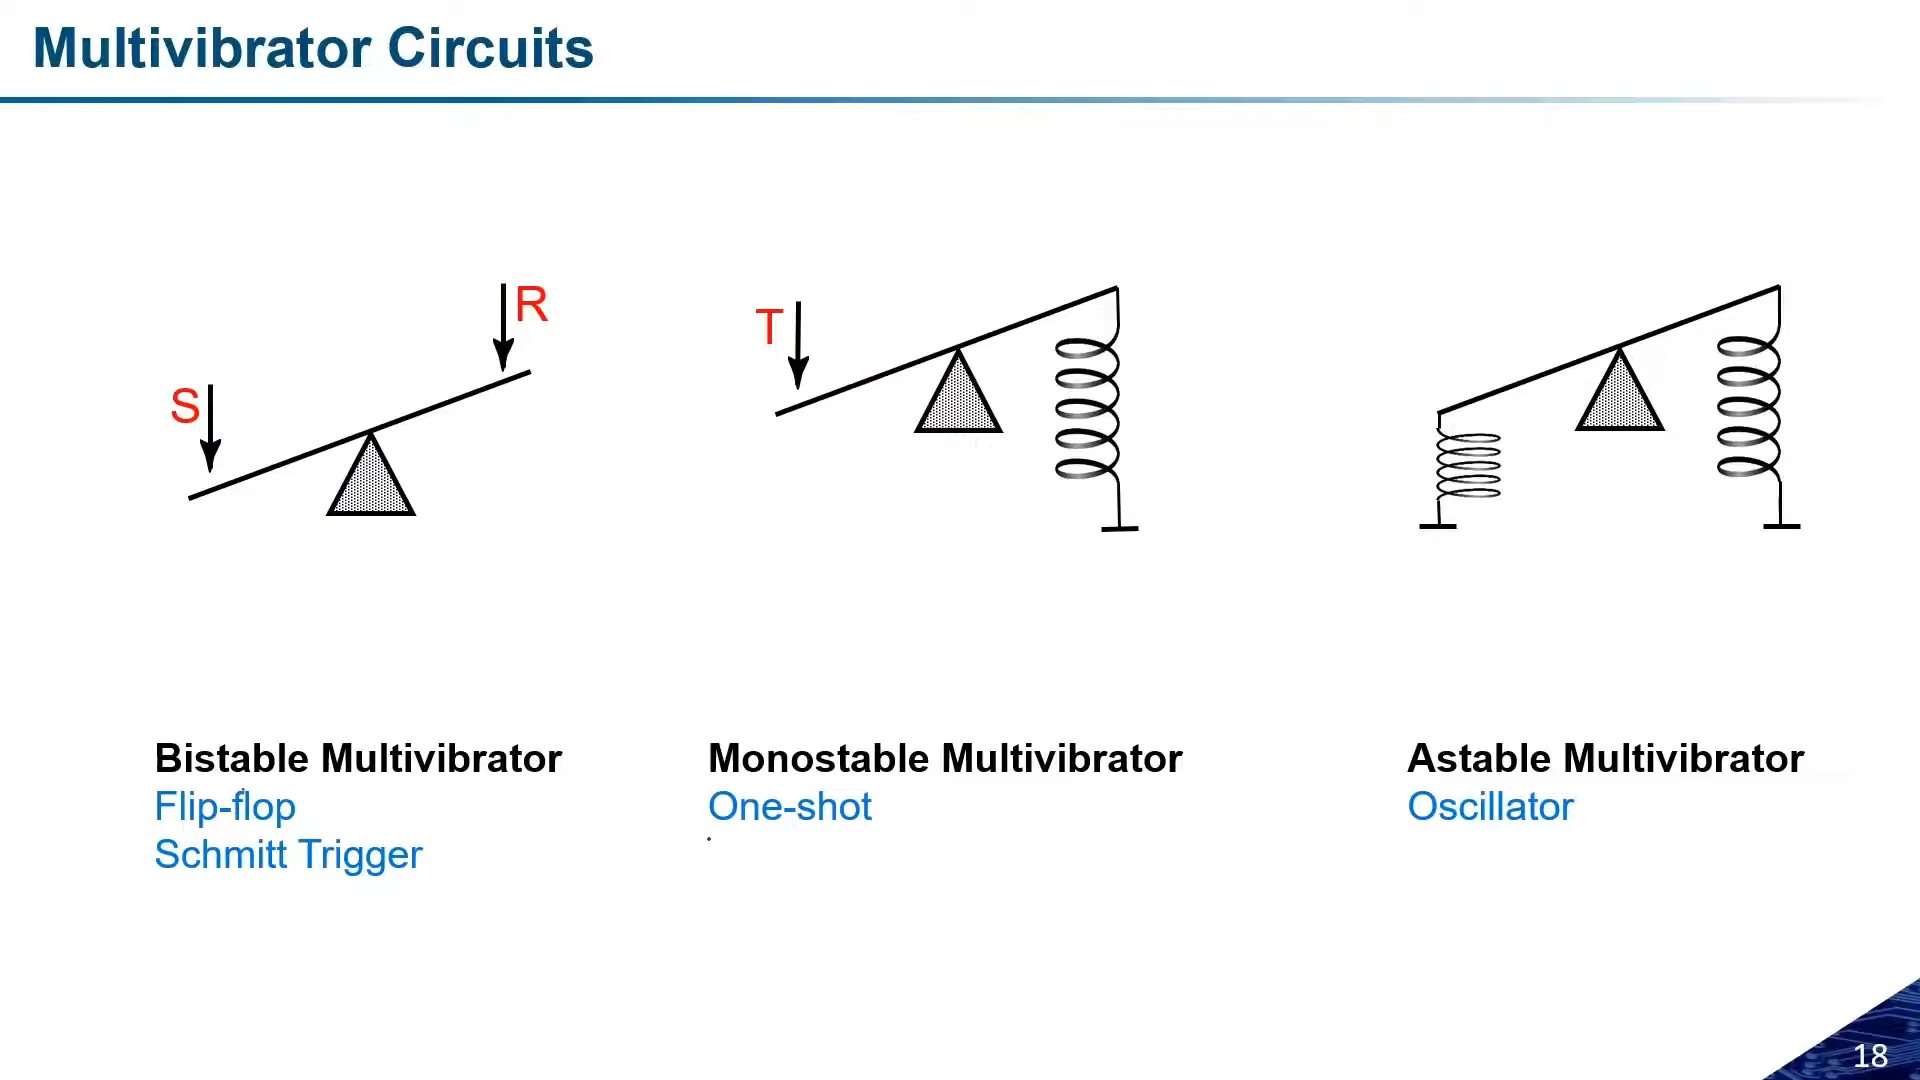 Multivibrator Circuits
S
R
T
Bistable Multivibrator
Flip-flop
Schmitt Trigger
Monostable Multivibrator
One-shot
Astable Multivibrator
Oscillator
18